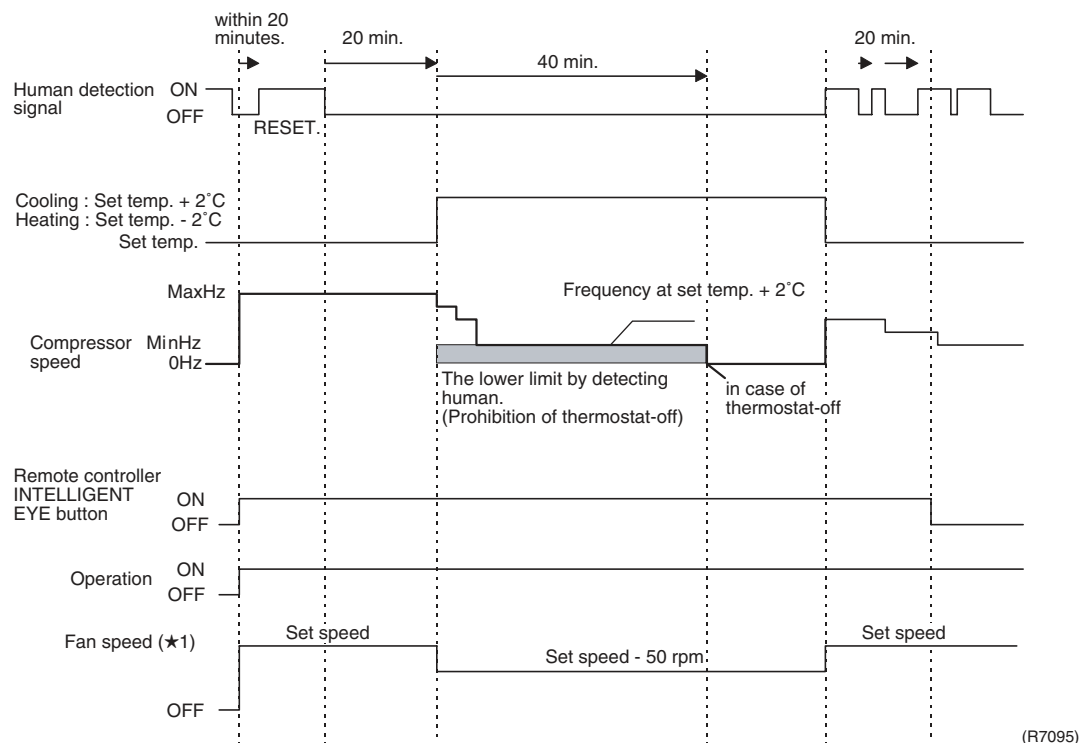 within 20
minutes.
20 min.
40 min.
20 min.
Human detection
signal
ON
OFF
RESET.
Cooling : Set temp. + 2˚C
Heating : Set temp. - 2˚C
Set temp.
MaxHz
Frequency at set temp. + 2˚C
Compressor
speed
MinHz
0Hz
The lower limit by detecting
human.
(Prohibition of thermostat-off)
in case of
thermostat-off
Remote controller
INTELLIGENT
EYE button
ON
OFF
Operation
ON
OFF
Fan speed (★1)
Set speed
Set speed - 50 rpm
Set speed
OFF
(R7095)